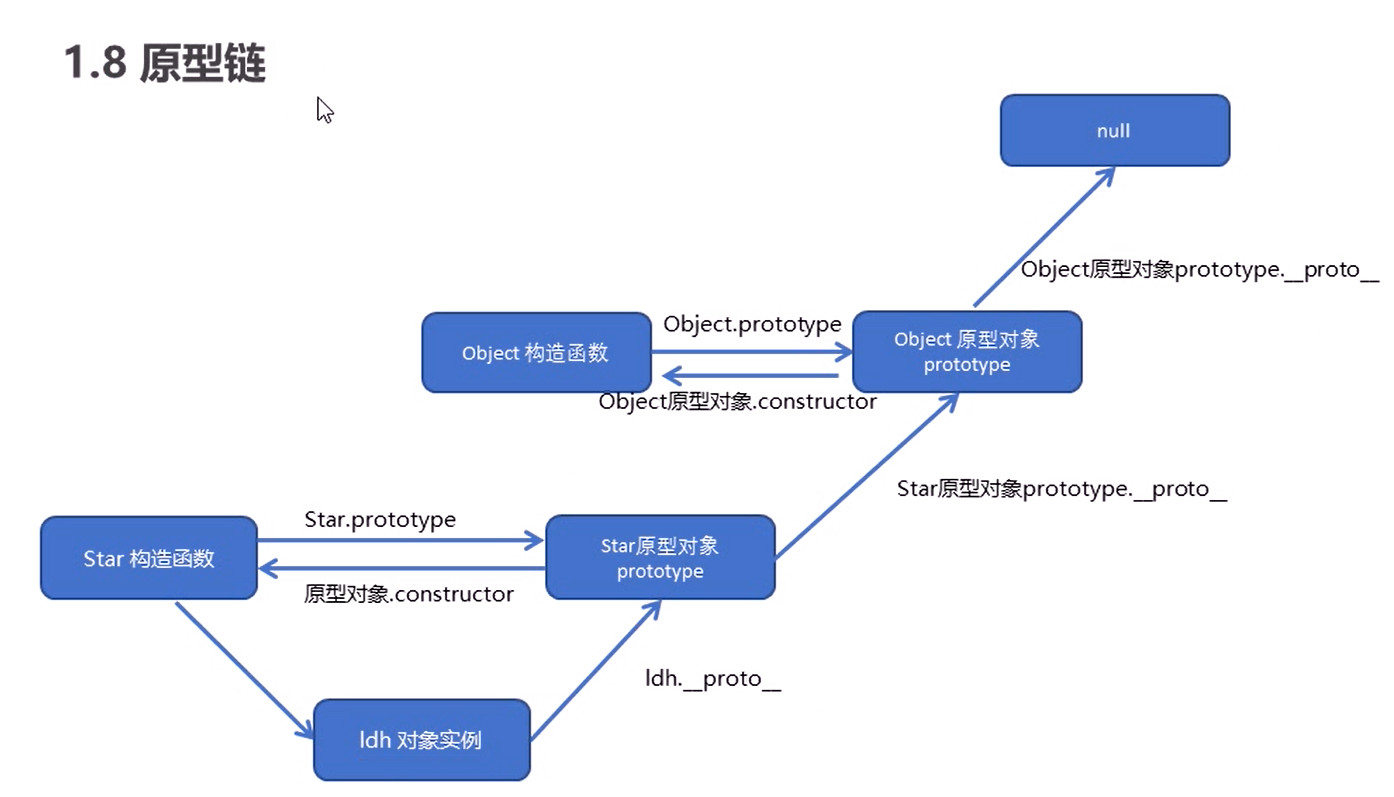 1.8 原型链
null
Object原型对象prototype.__proto__
Object.prototype
Object 构造函数
Object 原型对象
prototype
Object原型对象.constructor
Star原型对象prototype.__proto__
Star.prototype
Star 构造函数
Star原型对象
prototype
原型对象.constructor
ldh.__proto__
ldh 对象实例